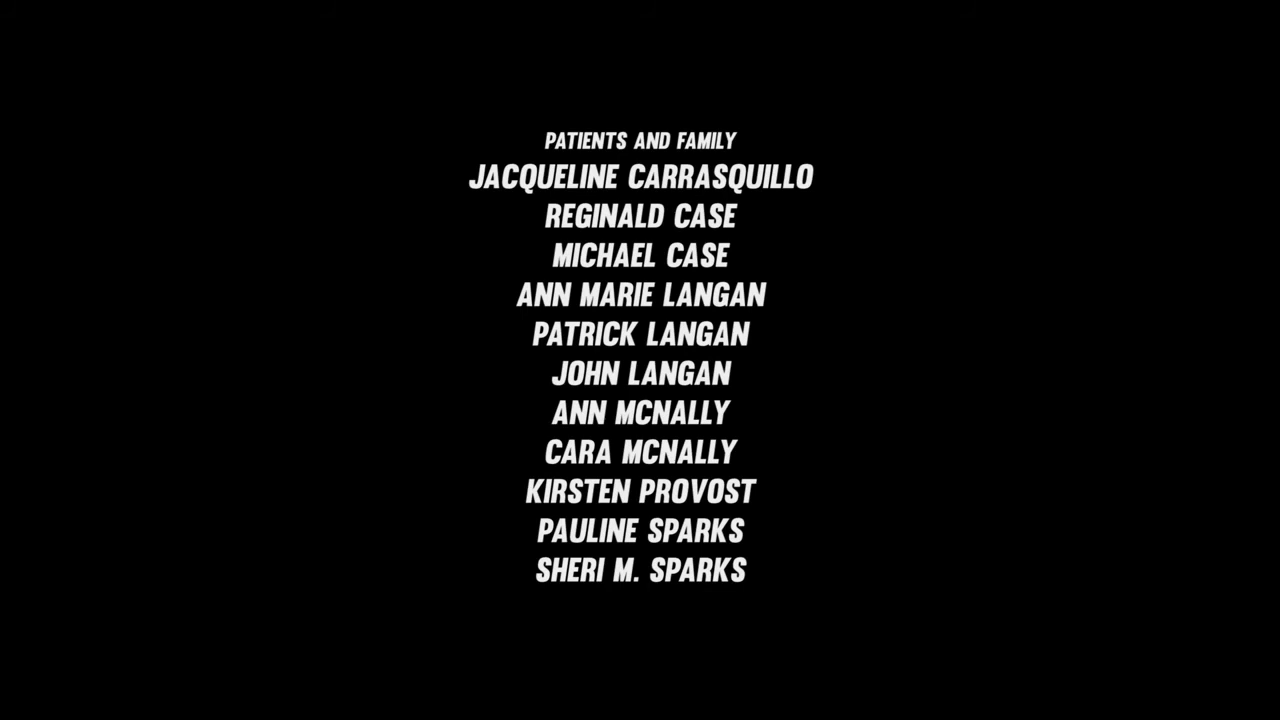 PATIENTS AND FAMILY
JACQUELINE CARRASQUILLO
REGINALD CASE
MICHAEL CASE
ANN MARIE LANGAN
PATRICK LANGAN
JOHN LANGAN
ANN MCNALLY
CARA MCNALLY
KIRSTEN PROVOST
PAULINE SPARKS
SHERI M. SPARKS